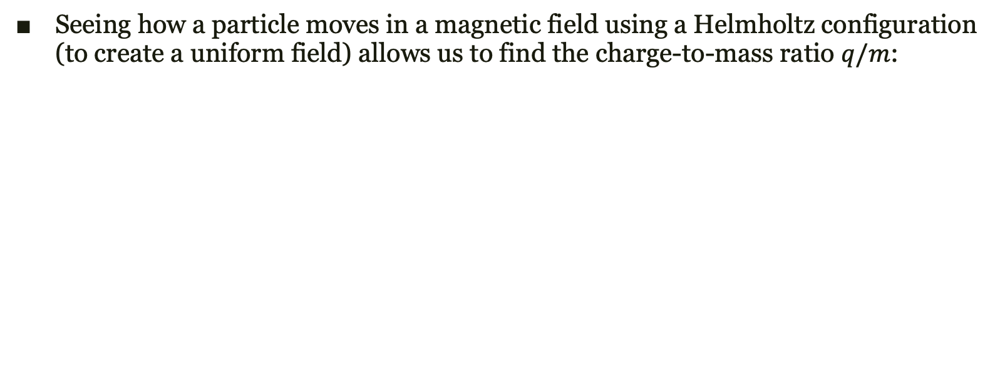 ▪ Seeing how a particle moves in a magnetic field using a Helmholtz configuration
(to create a uniform field) allows us to find the charge-to-mass ratio q/m: